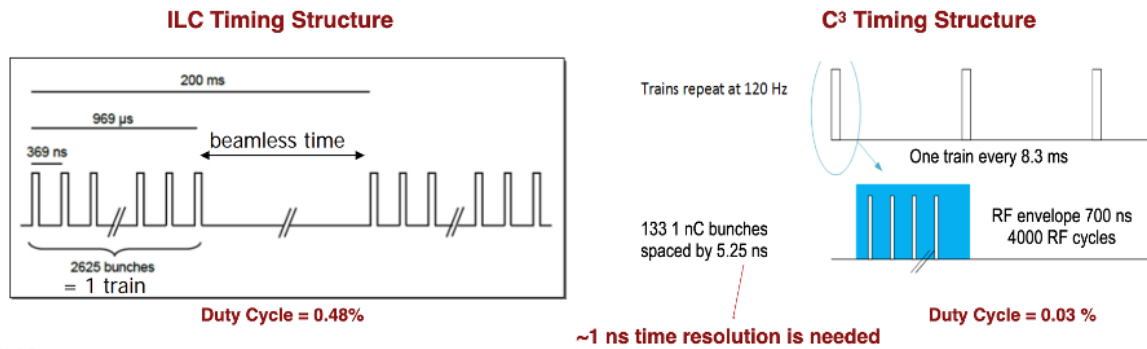 ILC Timing Structure
200 ms
969 μs
beamless time
369 ns
2625 bunches
= 1 train
Duty Cycle = 0.48%
C³ Timing Structure
Trains repeat at 120 Hz
One train every 8.3 ms
133 1 nC bunches
spaced by 5.25 ns
RF envelope 700 ns
4000 RF cycles
~1 ns time resolution is needed
Duty Cycle = 0.03 %